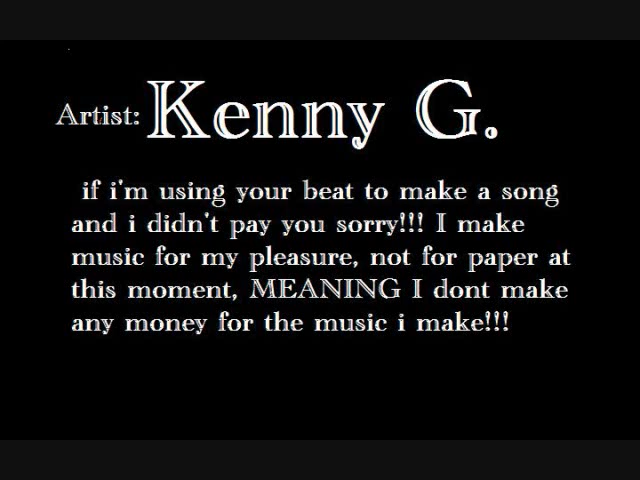 Artist: Kenny G.
if i'm using your beat to make a song
and i didn't pay you sorry!!! I make
music for my pleasure, not for paper at
this moment, MEANING I dont make
any money for the music i make!!!